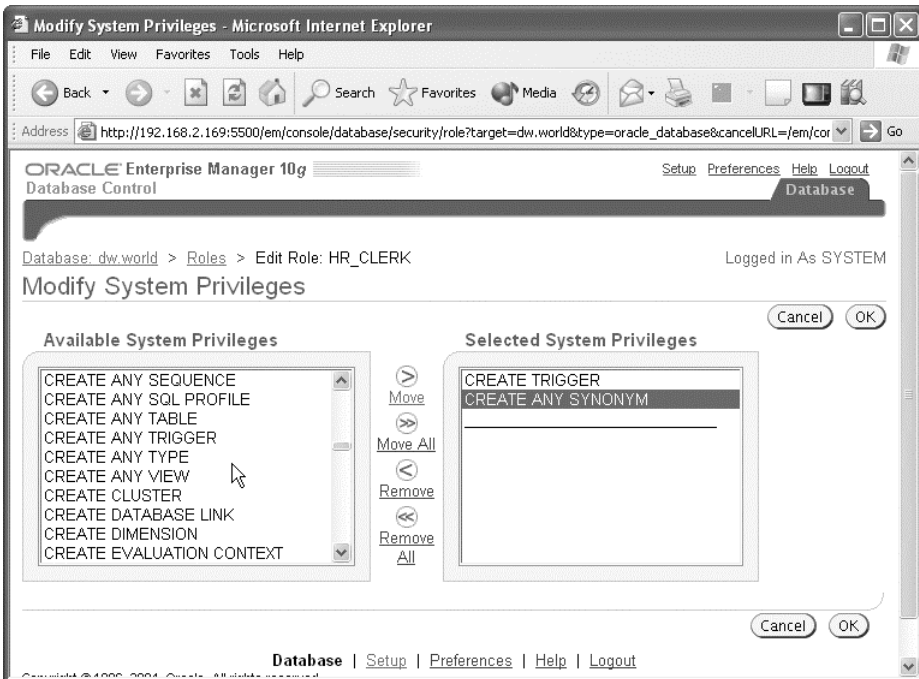 Modify System Privileges - Microsoft Internet Explorer
File Edit View Favorites Tools Help
Back Search Favorites Media
Address http://192.168.2.169:5500/em/console/database/security/role?target=dw.world&type=oracle_database&cancelURL=/em/cor Go
ORACLE Enterprise Manager 10g
Setup Preferences Help Logout
Database Control
Database
Database: dw.world > Roles > Edit Role: HR_CLERK
Logged in As SYSTEM
Modify System Privileges
Cancel OK
Available System Privileges
CREATE ANY SEQUENCE
CREATE ANY SQL PROFILE
CREATE ANY TABLE
CREATE ANY TRIGGER
CREATE ANY TYPE
CREATE ANY VIEW
CREATE CLUSTER
CREATE DATABASE LINK
CREATE DIMENSION
CREATE EVALUATION CONTEXT
Move
Move All
Remove
Remove
All
Selected System Privileges
CREATE TRIGGER
CREATE ANY SYNONYM
Cancel OK
Database | Setup | Preferences | Help | Logout